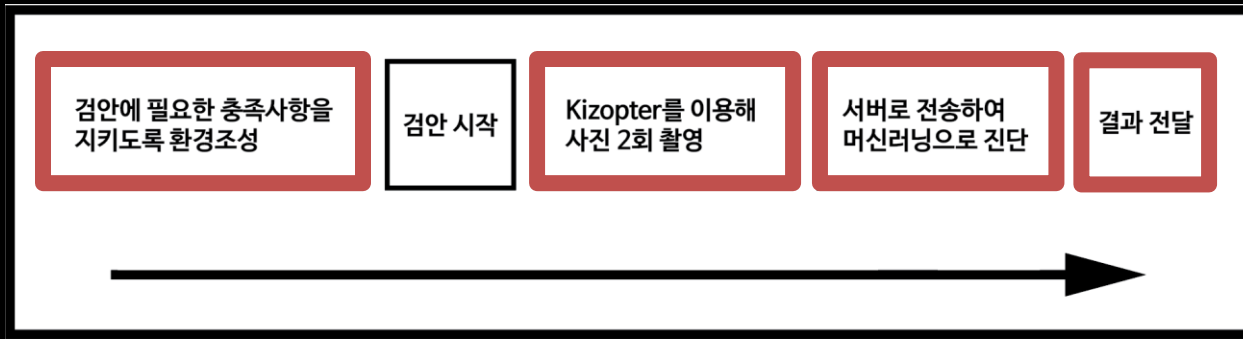 검안에 필요한 충족사항을
지키도록 환경조성
검안 시작
Kizopter를 이용해
사진 2회 촬영
서버로 전송하여
머신러닝으로 진단
결과 전달